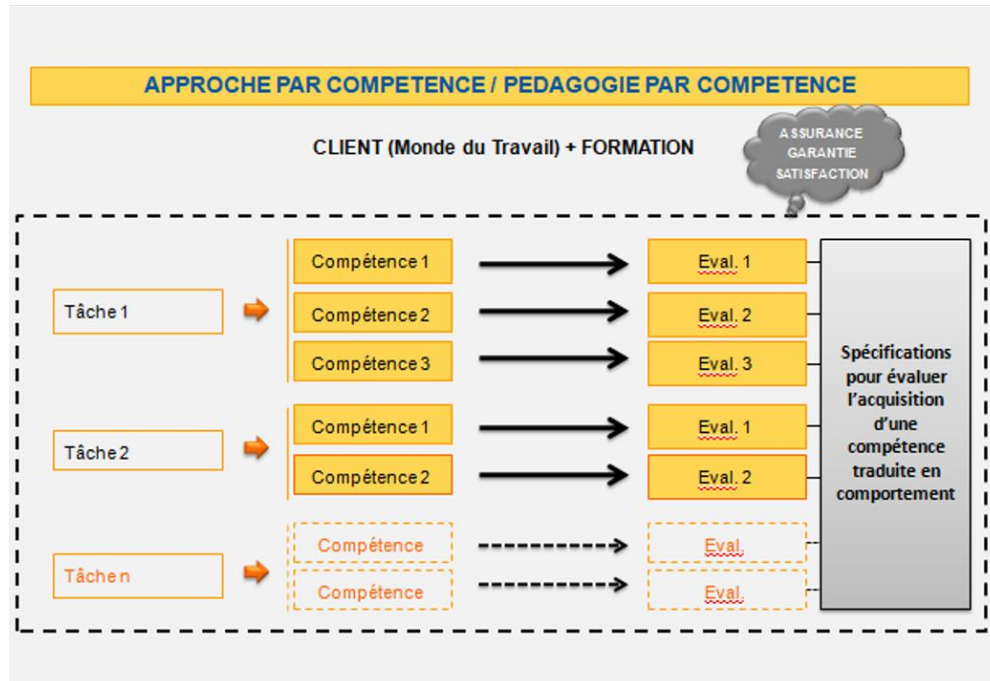 APPROCHE PAR COMPETENCE / PEDAGOGIE PAR COMPETENCE
CLIENT (Monde du Travail) + FORMATION
ASSURANCE
GARANTIE
SATISFACTION
Tâche 1
Compétence 1
Eval. 1
Compétence 2
Eval. 2
Compétence 3
Eval. 3
Tâche 2
Compétence 1
Eval. 1
Compétence 2
Eval. 2
Tâche n
Compétence
Eval.
Compétence
Eval.
Spécifications
pour évaluer
l'acquisition
d'une
compétence
traduite en
comportement